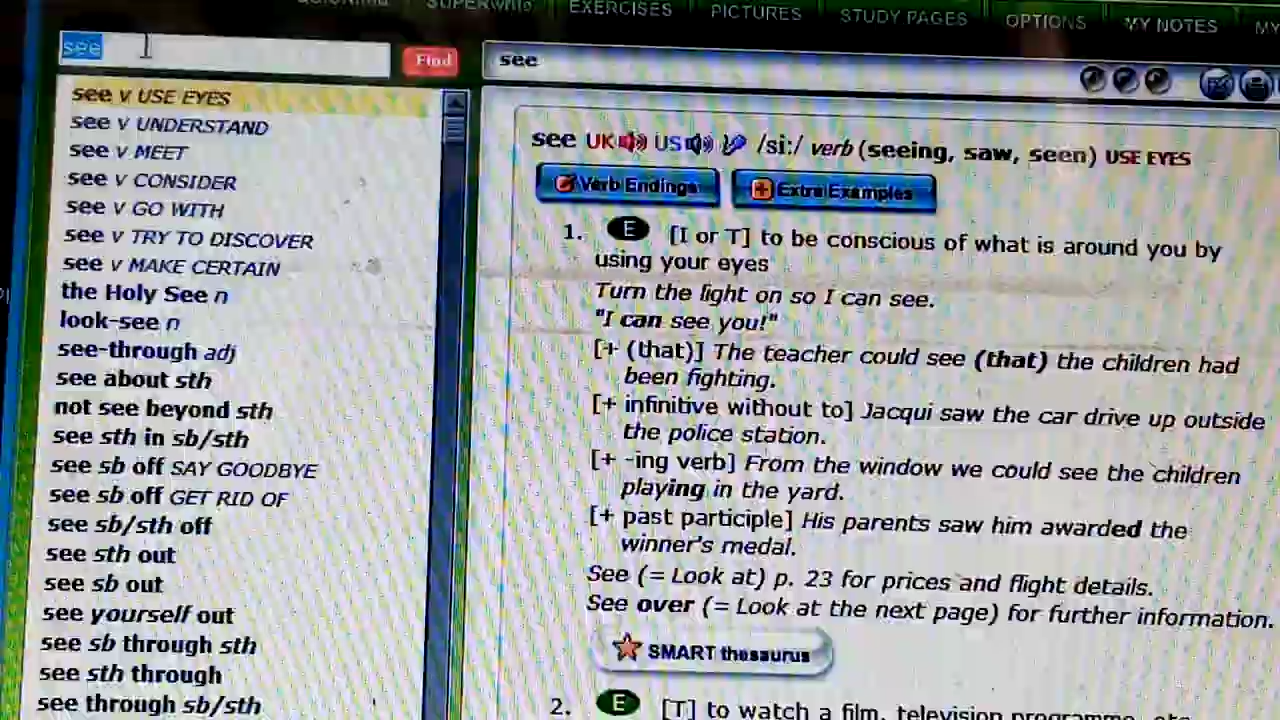 EXERCISES
PICTURES
STUDY PAGES
OPTIONS
MY NOTES
MY
see
Find
see v USE EYES
see v UNDERSTAND
see v MEET
see v CONSIDER
see v GO WITH
see v TRY TO DISCOVER
see v MAKE CERTAIN
the Holy See n
look-see n
see-through adj
see about sth
not see beyond sth
see sth in sb/sth
see sb off SAY GOODBYE
see sb off GET RID OF
see sb/sth off
see sth out
see sb out
see yourself out
see sb through sth
see sth through
see through sb/sth
see
see UK US /siː/ verb (seeing, saw, seen) USE EYES
Verb Endings
Extra Examples
1. E [I or T] to be conscious of what is around you by
using your eyes
Turn the light on so I can see.
"I can see you!"
[+ (that)] The teacher could see (that) the children had
been fighting.
[+ infinitive without to] Jacqui saw the car drive up outside
the police station.
[+ -ing verb] From the window we could see the children
playing in the yard.
[+ past participle] His parents saw him awarded the
winner's medal.
See (= Look at) p. 23 for prices and flight details.
See over (= Look at the next page) for further information.
SMART thesaurus
2. E [T] to watch a film, television programme, etc.